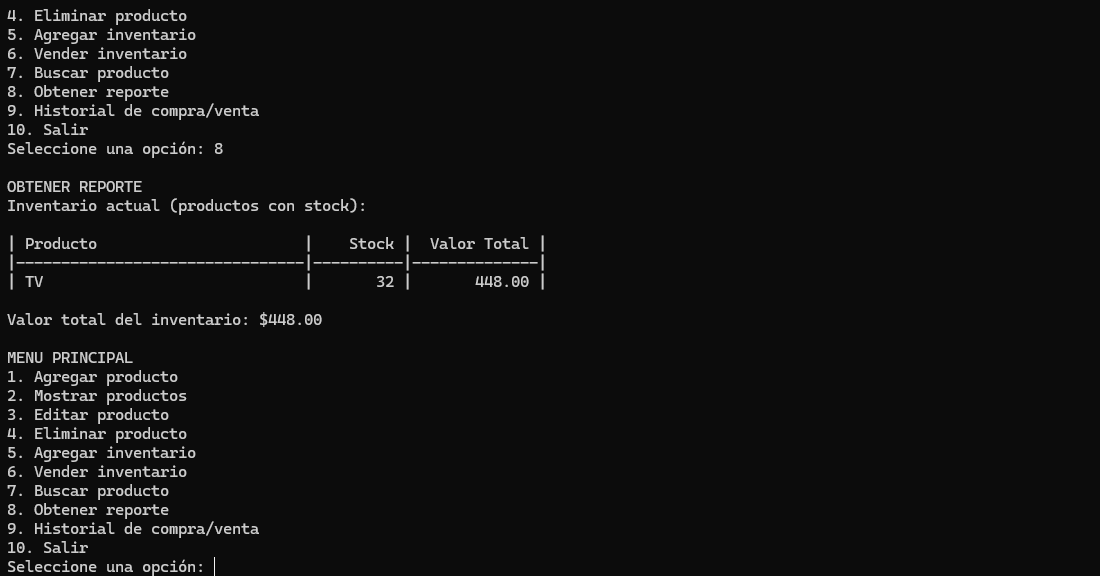 4. Eliminar producto
5. Agregar inventario
6. Vender inventario
7. Buscar producto
8. Obtener reporte
9. Historial de compra/venta
10. Salir
Seleccione una opción: 8
OBTENER REPORTE
Inventario actual (productos con stock):
| Producto                       |    Stock |  Valor Total |
|--------------------------------|----------|--------------|
| TV                             |       32 |       448.00 |
Valor total del inventario: $448.00
MENU PRINCIPAL
1. Agregar producto
2. Mostrar productos
3. Editar producto
4. Eliminar producto
5. Agregar inventario
6. Vender inventario
7. Buscar producto
8. Obtener reporte
9. Historial de compra/venta
10. Salir
Seleccione una opción: